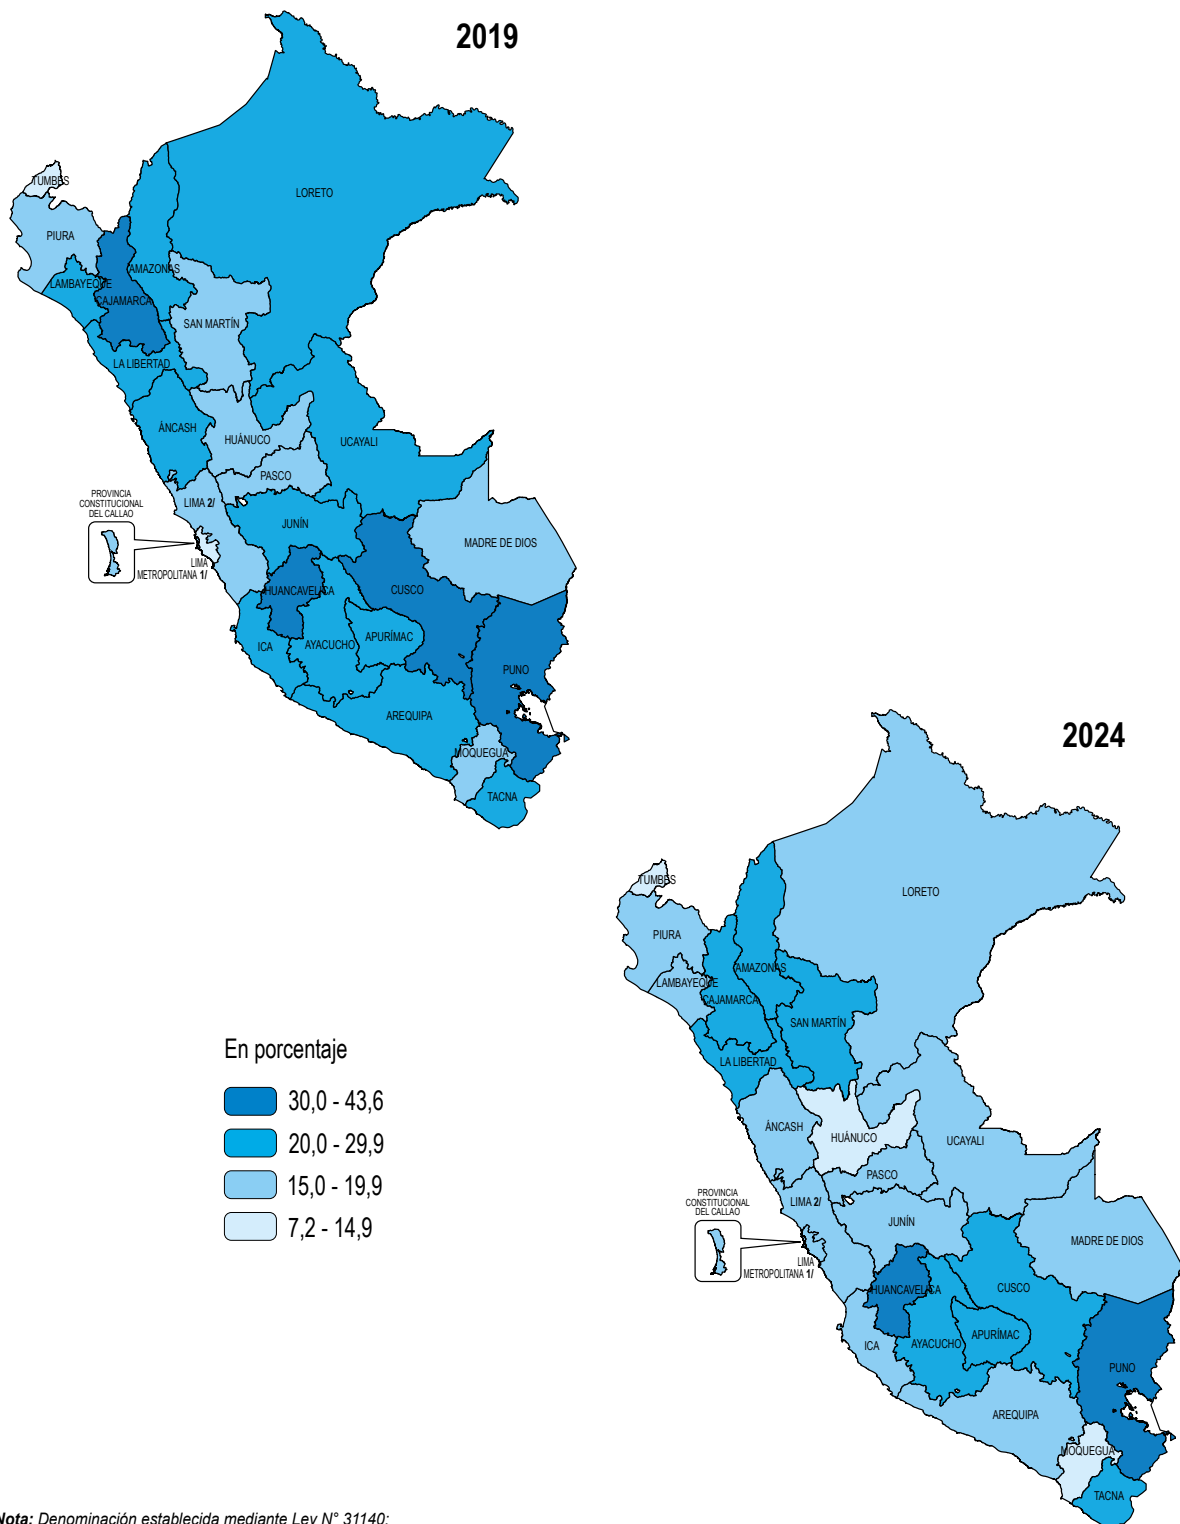 2019
TUMBES
LORETO
PIURA
AMAZONAS
LAMBAYEQUE
CAJAMARCA
SAN MARTÍN
LA LIBERTAD
ÁNCASH
HUÁNUCO
UCAYALI
PASCO
PROVINCIA
CONSTITUCIONAL
DEL CALLAO
LIMA 2/
JUNÍN
MADRE DE DIOS
LIMA
METROPOLITANA 1/
HUANCAVELICA
CUSCO
ICA
AYACUCHO
APURÍMAC
PUNO
AREQUIPA
MOQUEGUA
TACNA
2024
TUMBES
LORETO
PIURA
AMAZONAS
LAMBAYEQUE
CAJAMARCA
SAN MARTÍN
LA LIBERTAD
ÁNCASH
HUÁNUCO
UCAYALI
PASCO
PROVINCIA
CONSTITUCIONAL
DEL CALLAO
LIMA 2/
JUNÍN
MADRE DE DIOS
LIMA
METROPOLITANA 1/
HUANCAVELICA
CUSCO
ICA
AYACUCHO
APURÍMAC
PUNO
AREQUIPA
MOQUEGUA
TACNA
En porcentaje
30,0 - 43,6
20,0 - 29,9
15,0 - 19,9
7,2 - 14,9
Nota: Denominación establecida mediante Ley N° 31140: